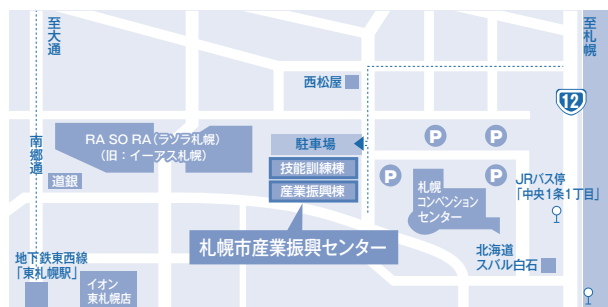 至大通
至札幌
西松屋
12
RA SO RA（ラソラ札幌）
（旧：イーアス札幌）
駐車場
P
P
南郷通
道銀
技能訓練棟
産業振興棟
P
P
札幌
コンベンション
センター
JRバス停
「中央1条1丁目」
札幌市産業振興センター
地下鉄東西線
「東札幌駅」
イオン
東札幌店
北海道
スバル白石